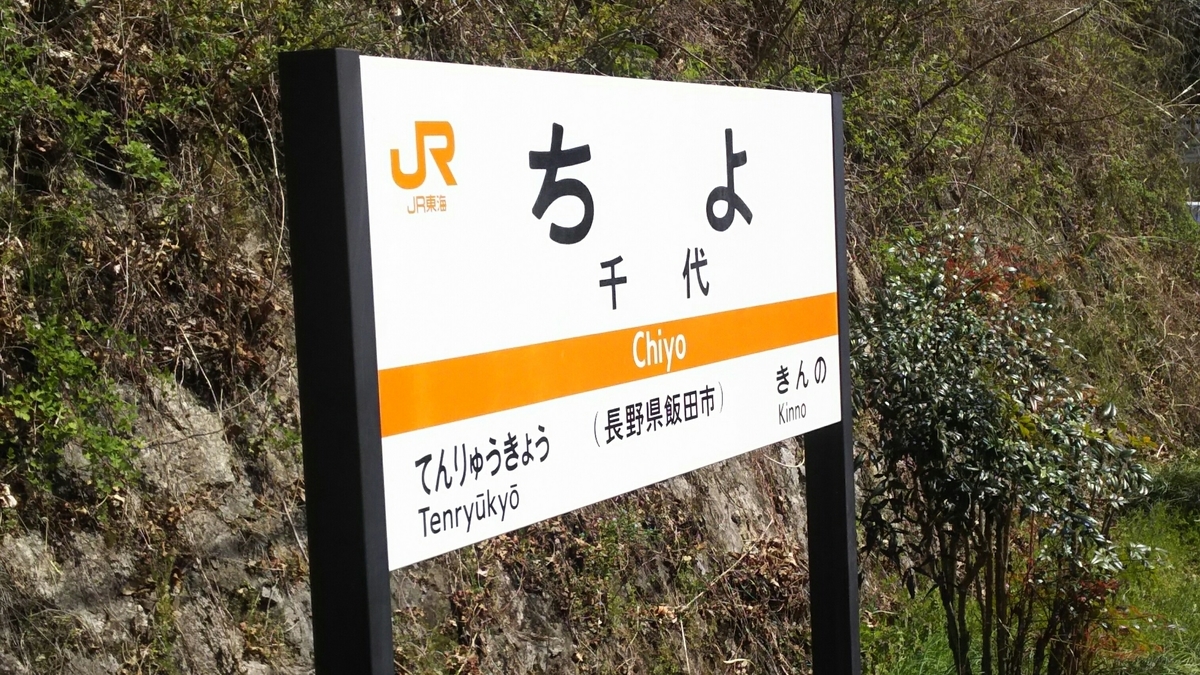 JR
JR東海
ちよ
千代
Chiyo
(長野県飯田市)
てんりゅうきょう
Tenryūkyō
きんの
Kinno